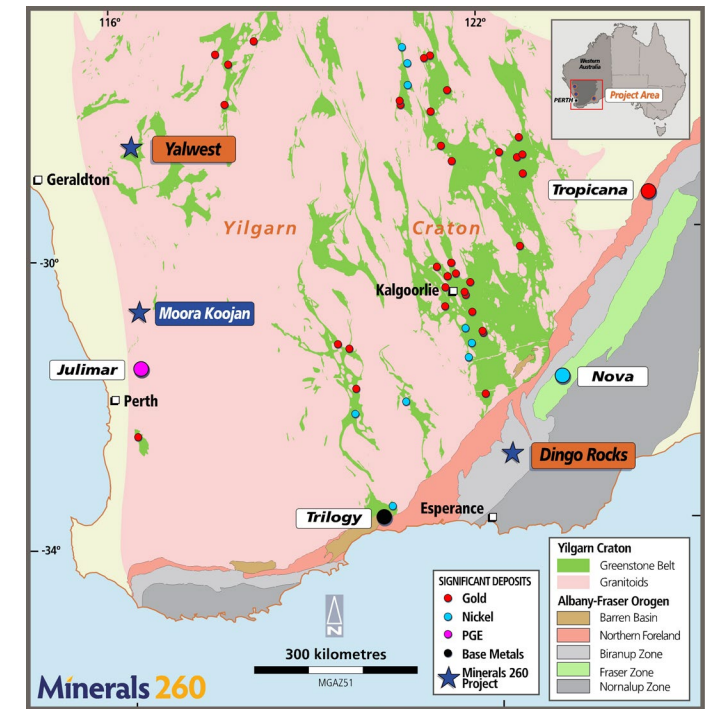 116°
122°
Western
Australia
PERTH
Project Area
Yalwest
Geraldton
Tropicana
Yilgarn Craton
-30°
Kalgoorlie
Moora Koojan
Julimar
Nova
Perth
Dingo Rocks
Esperance
Trilogy
-34°
Yilgarn Craton
Greenstone Belt
Granitoids
Albany-Fraser Orogen
Barren Basin
Northern Foreland
Biranup Zone
Fraser Zone
Nornalup Zone
SIGNIFICANT DEPOSITS
Gold
Nickel
PGE
Base Metals
Minerals 260
Project
N
300 kilometres
MGAZ51
Minerals 260